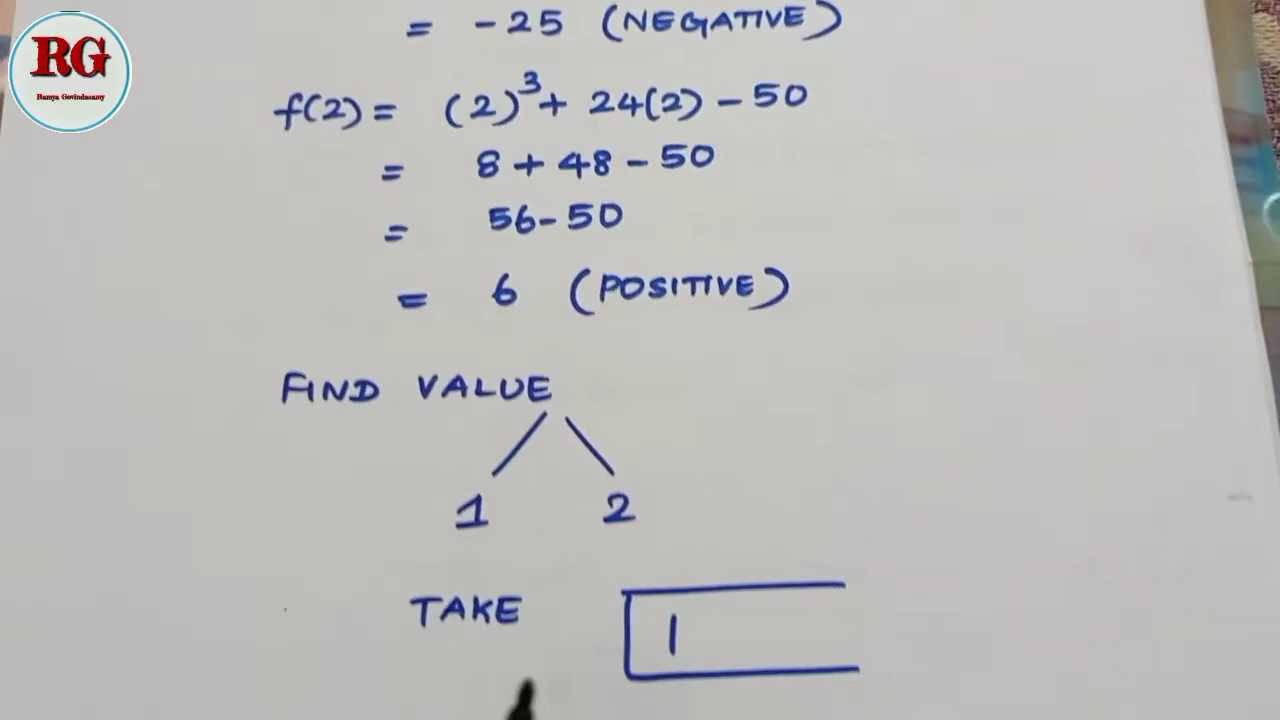 RG
Ramya Govindasamy
= -25 (NEGATIVE)
f(2) = (2)³ + 24(2) - 50
= 8 + 48 - 50
= 56 - 50
= 6 (POSITIVE)
FIND VALUE
1 2
TAKE 1